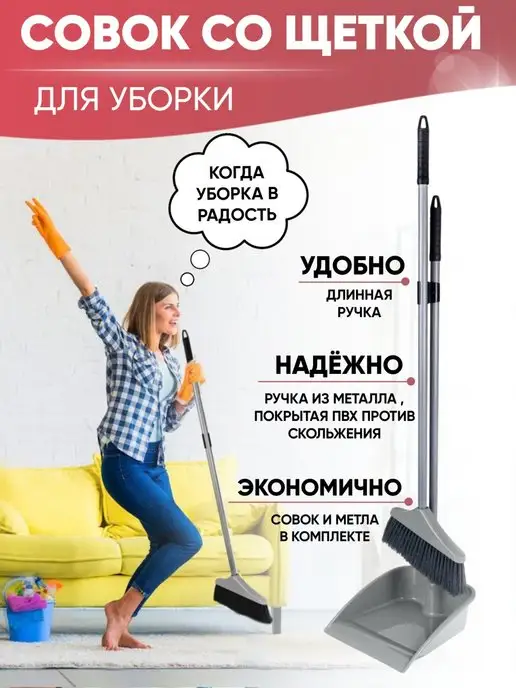 СОВОК СО ЩЕТКОЙ
ДЛЯ УБОРКИ
КОГДА
УБОРКА В
РАДОСТЬ
УДОБНО
ДЛИННАЯ
РУЧКА
НАДЁЖНО
РУЧКА ИЗ МЕТАЛЛА ,
ПОКРЫТАЯ ПВХ ПРОТИВ
СКОЛЬЖЕНИЯ
ЭКОНОМИЧНО
СОВОК И МЕТЛА
В КОМПЛЕКТЕ